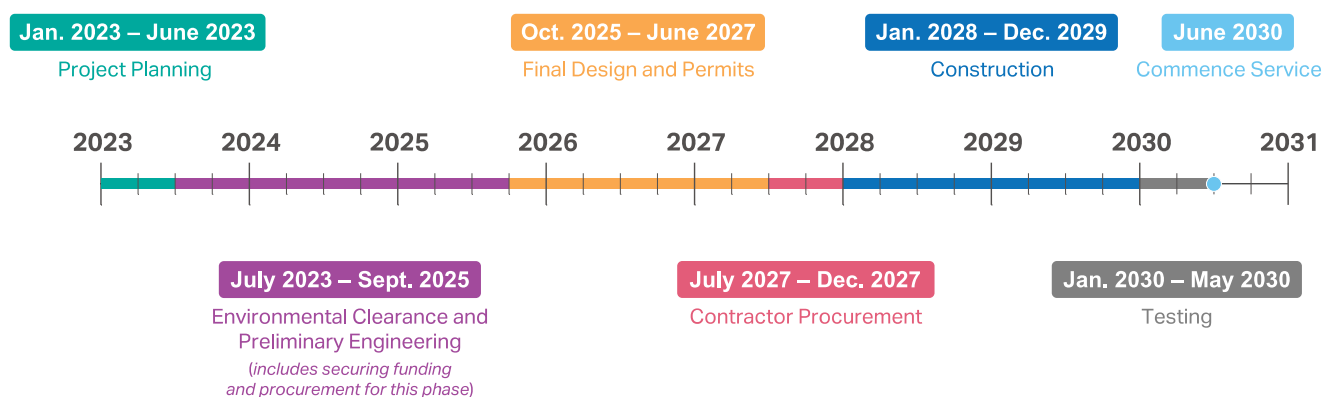 Jan. 2023 – June 2023
Project Planning
Oct. 2025 – June 2027
Final Design and Permits
Jan. 2028 – Dec. 2029
Construction
June 2030
Commence Service
2023
2024
2025
2026
2027
2028
2029
2030
2031
July 2023 – Sept. 2025
Environmental Clearance and
Preliminary Engineering
(includes securing funding
and procurement for this phase)
July 2027 – Dec. 2027
Contractor Procurement
Jan. 2030 – May 2030
Testing